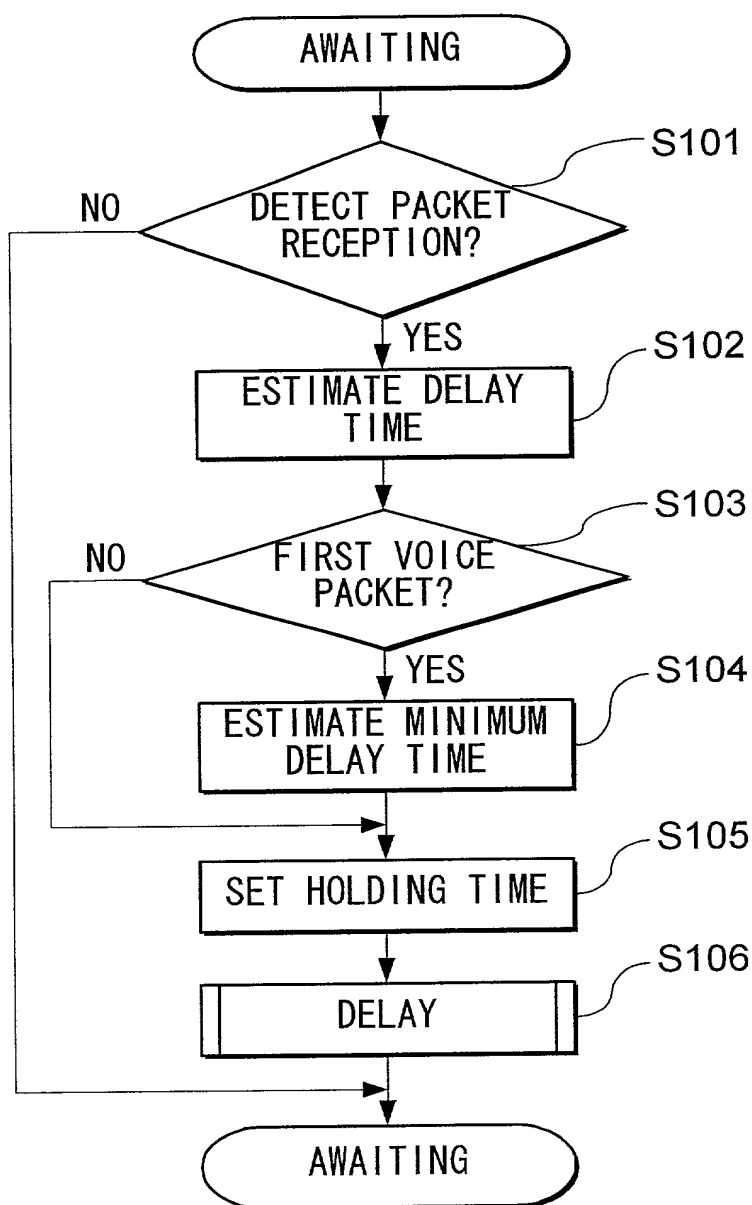 AWAITING
S101
NO
DETECT PACKET
RECEPTION?
YES
S102
ESTIMATE DELAY
TIME
S103
NO
FIRST VOICE
PACKET?
YES
S104
ESTIMATE MINIMUM
DELAY TIME
S105
SET HOLDING TIME
S106
DELAY
AWAITING